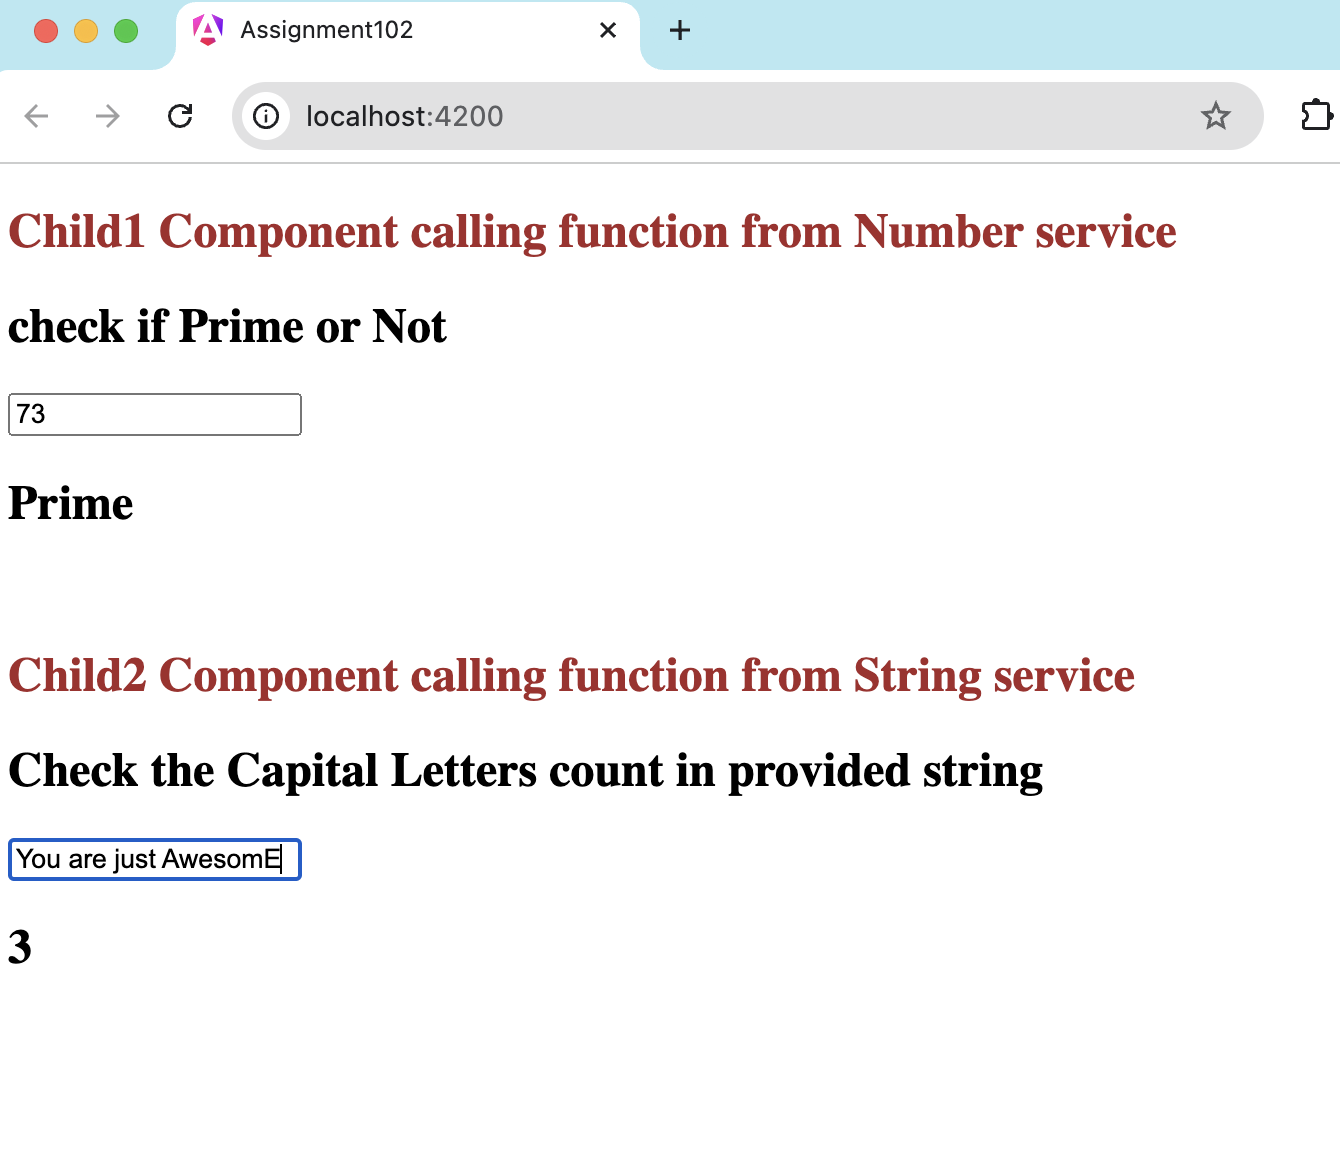 Assignment102
localhost:4200
Child1 Component calling function from Number service
check if Prime or Not
73
Prime
Child2 Component calling function from String service
Check the Capital Letters count in provided string
You are just AwesomE
3